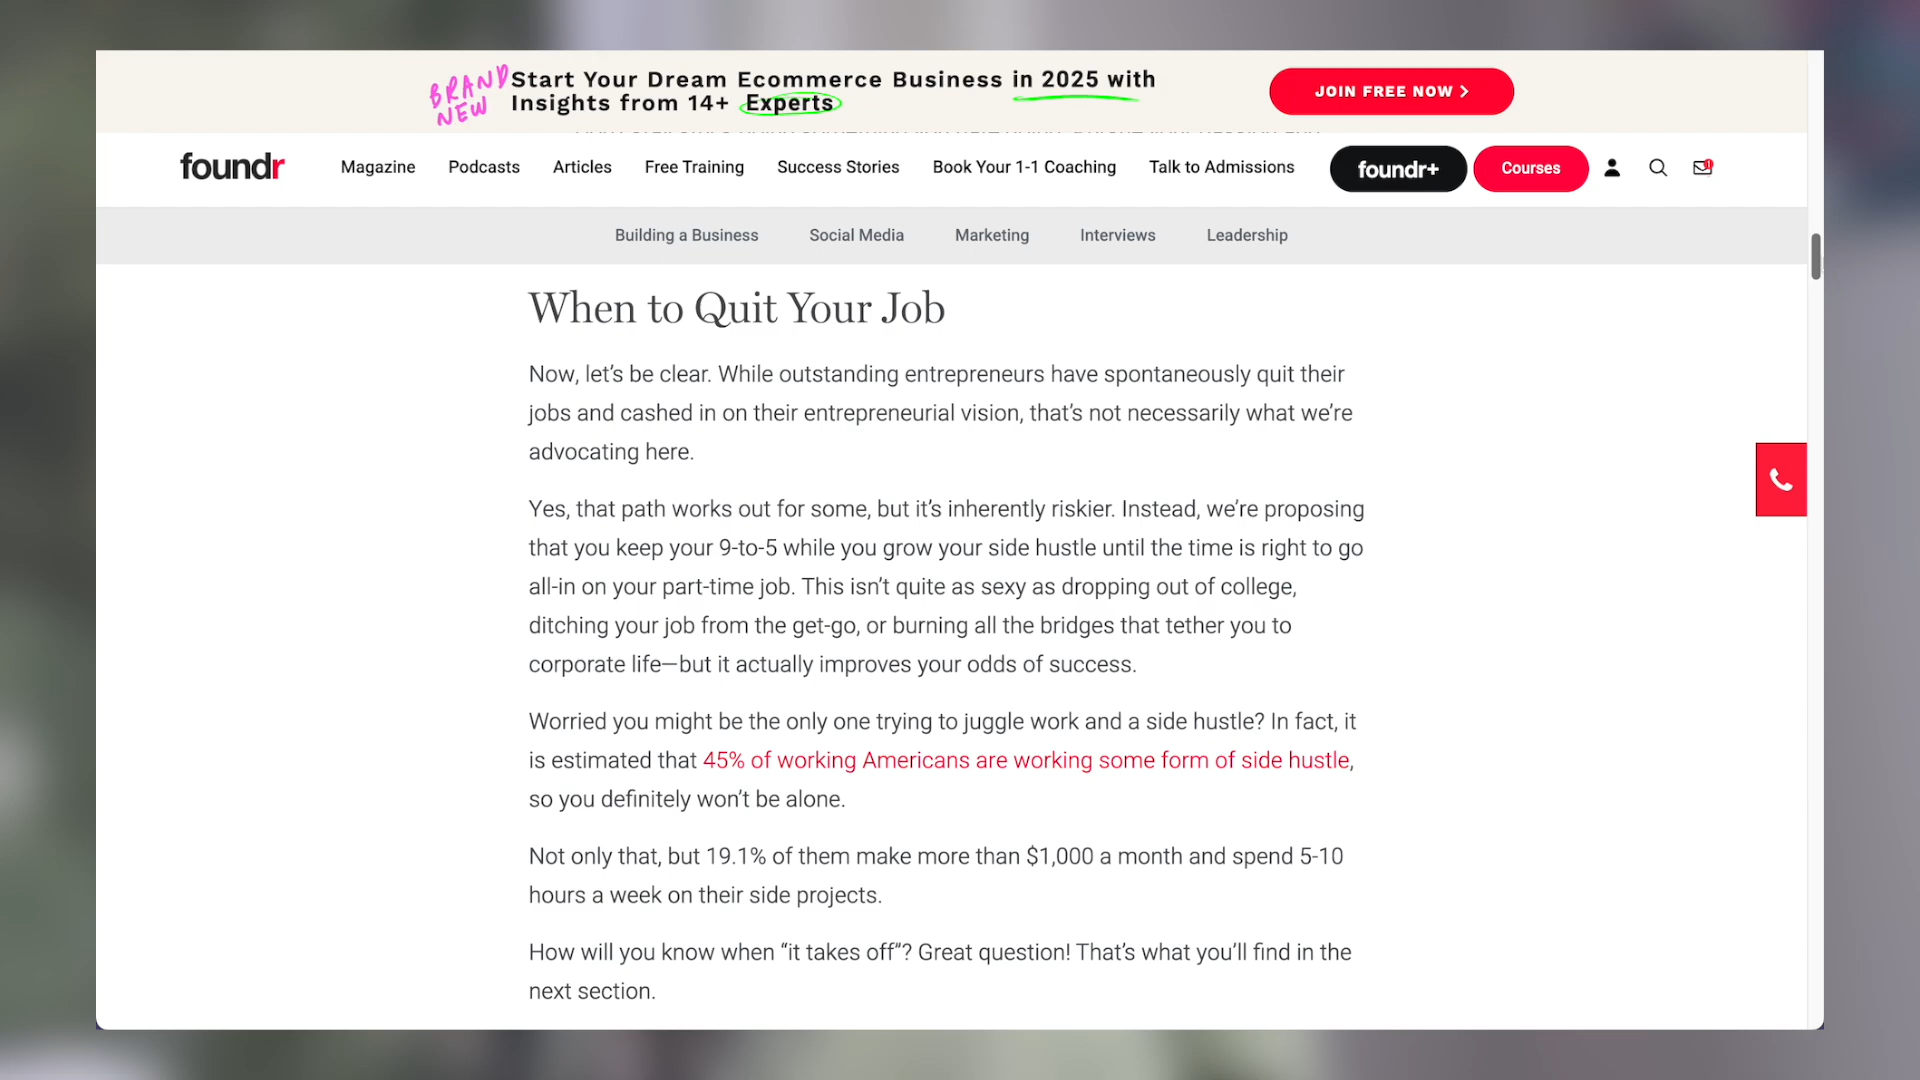 BRAND
NEW
Start Your Dream Ecommerce Business in 2025 with
Insights from 14+ Experts
JOIN FREE NOW
foundr
Magazine
Podcasts
Articles
Free Training
Success Stories
Book Your 1-1 Coaching
Talk to Admissions
foundr+
Courses
1
Building a Business
Social Media
Marketing
Interviews
Leadership
When to Quit Your Job
Now, let’s be clear. While outstanding entrepreneurs have spontaneously quit their
jobs and cashed in on their entrepreneurial vision, that’s not necessarily what we’re
advocating here.
Yes, that path works out for some, but it’s inherently riskier. Instead, we’re proposing
that you keep your 9-to-5 while you grow your side hustle until the time is right to go
all-in on your part-time job. This isn’t quite as sexy as dropping out of college,
ditching your job from the get-go, or burning all the bridges that tether you to
corporate life—but it actually improves your odds of success.
Worried you might be the only one trying to juggle work and a side hustle? In fact, it
is estimated that 45% of working Americans are working some form of side hustle,
so you definitely won’t be alone.
Not only that, but 19.1% of them make more than $1,000 a month and spend 5-10
hours a week on their side projects.
How will you know when “it takes off”? Great question! That’s what you’ll find in the
next section.